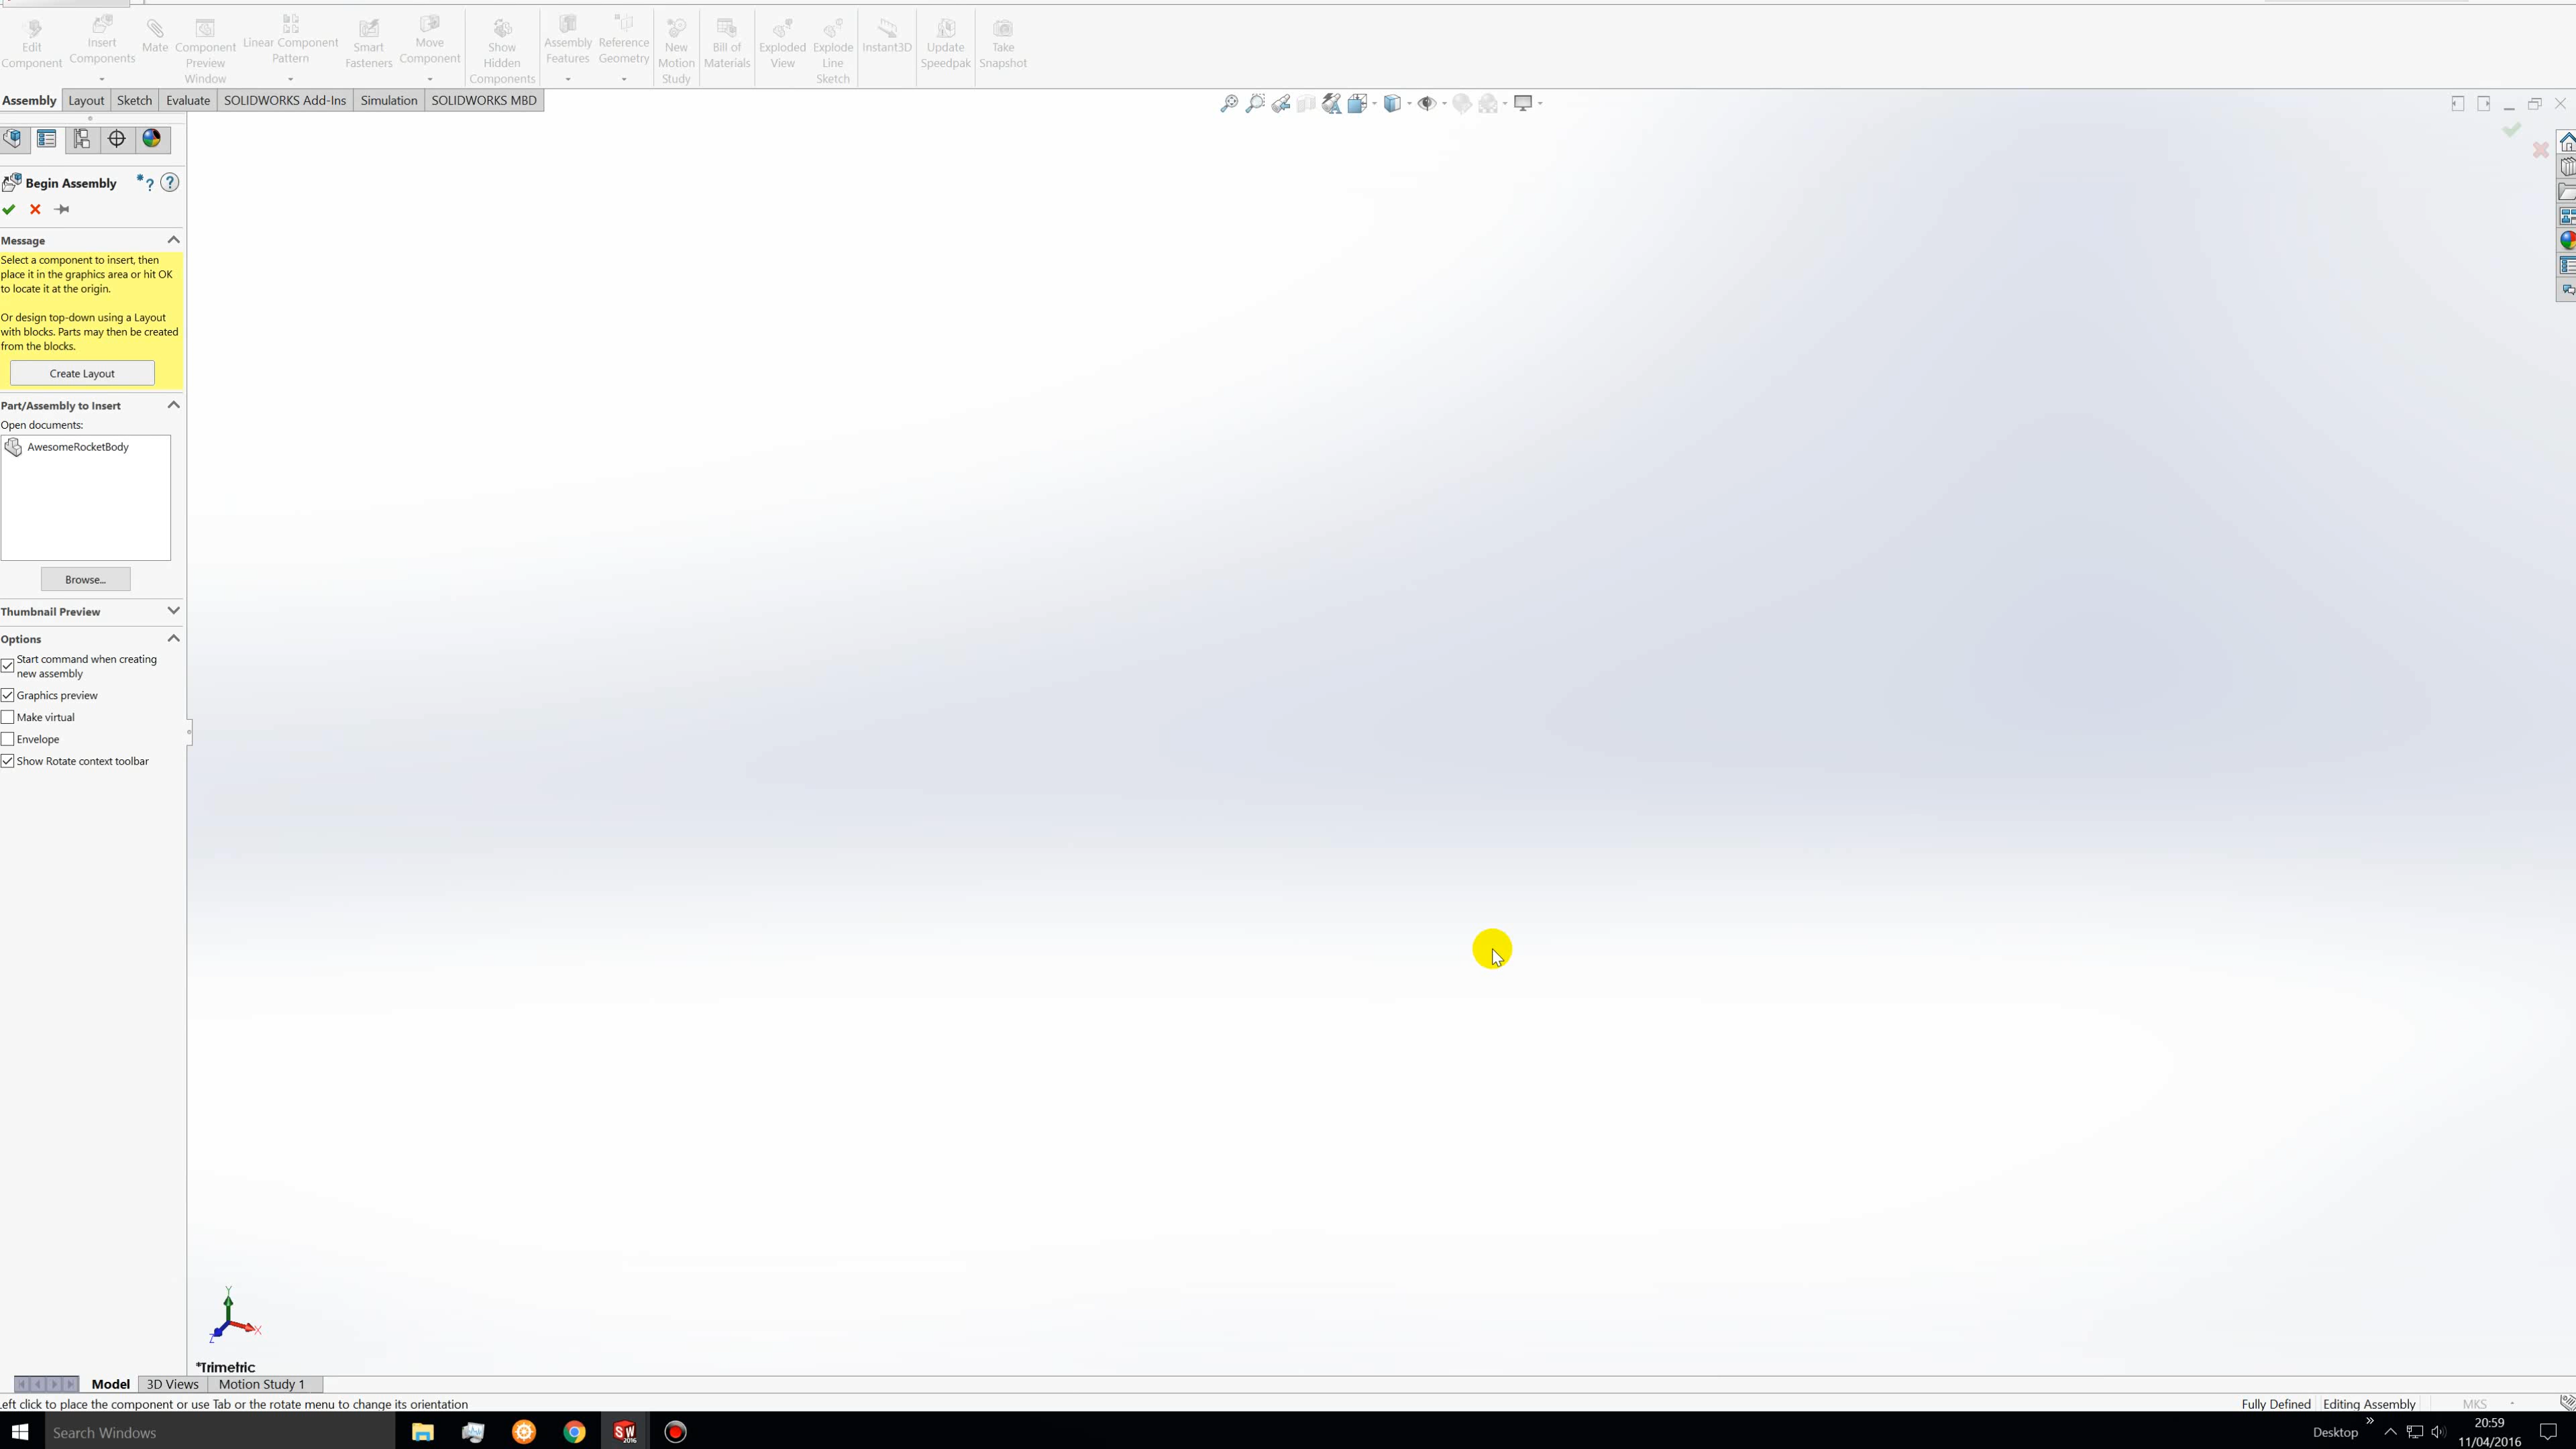 Edit
Component
Insert
Components
Mate
Component
Preview
Window
Linear Component
Pattern
Smart
Fasteners
Move
Component
Show
Hidden
Components
Assembly
Features
Reference
Geometry
New
Motion
Study
Bill of
Materials
Exploded
View
Explode
Line
Sketch
Instant3D
Update
Speedpak
Take
Snapshot
Assembly Layout Sketch Evaluate SOLIDWORKS Add-Ins Simulation SOLIDWORKS MBD
Begin Assembly
Message
Select a component to insert, then
place it in the graphics area or hit OK
to locate it at the origin.
Or design top-down using a Layout
with blocks. Parts may then be created
from the blocks.
Create Layout
Part/Assembly to Insert
Open documents:
AwesomeRocketBody
Browse...
Thumbnail Preview
Options
Start command when creating
new assembly
Graphics preview
Make virtual
Envelope
Show Rotate context toolbar
Y
X
Z
*Trimetric
Model 3D Views Motion Study 1
Left click to place the component or use Tab or the rotate menu to change its orientation
Fully Defined Editing Assembly MKS
Search Windows
SW
2016
Desktop
20:59
11/04/2016